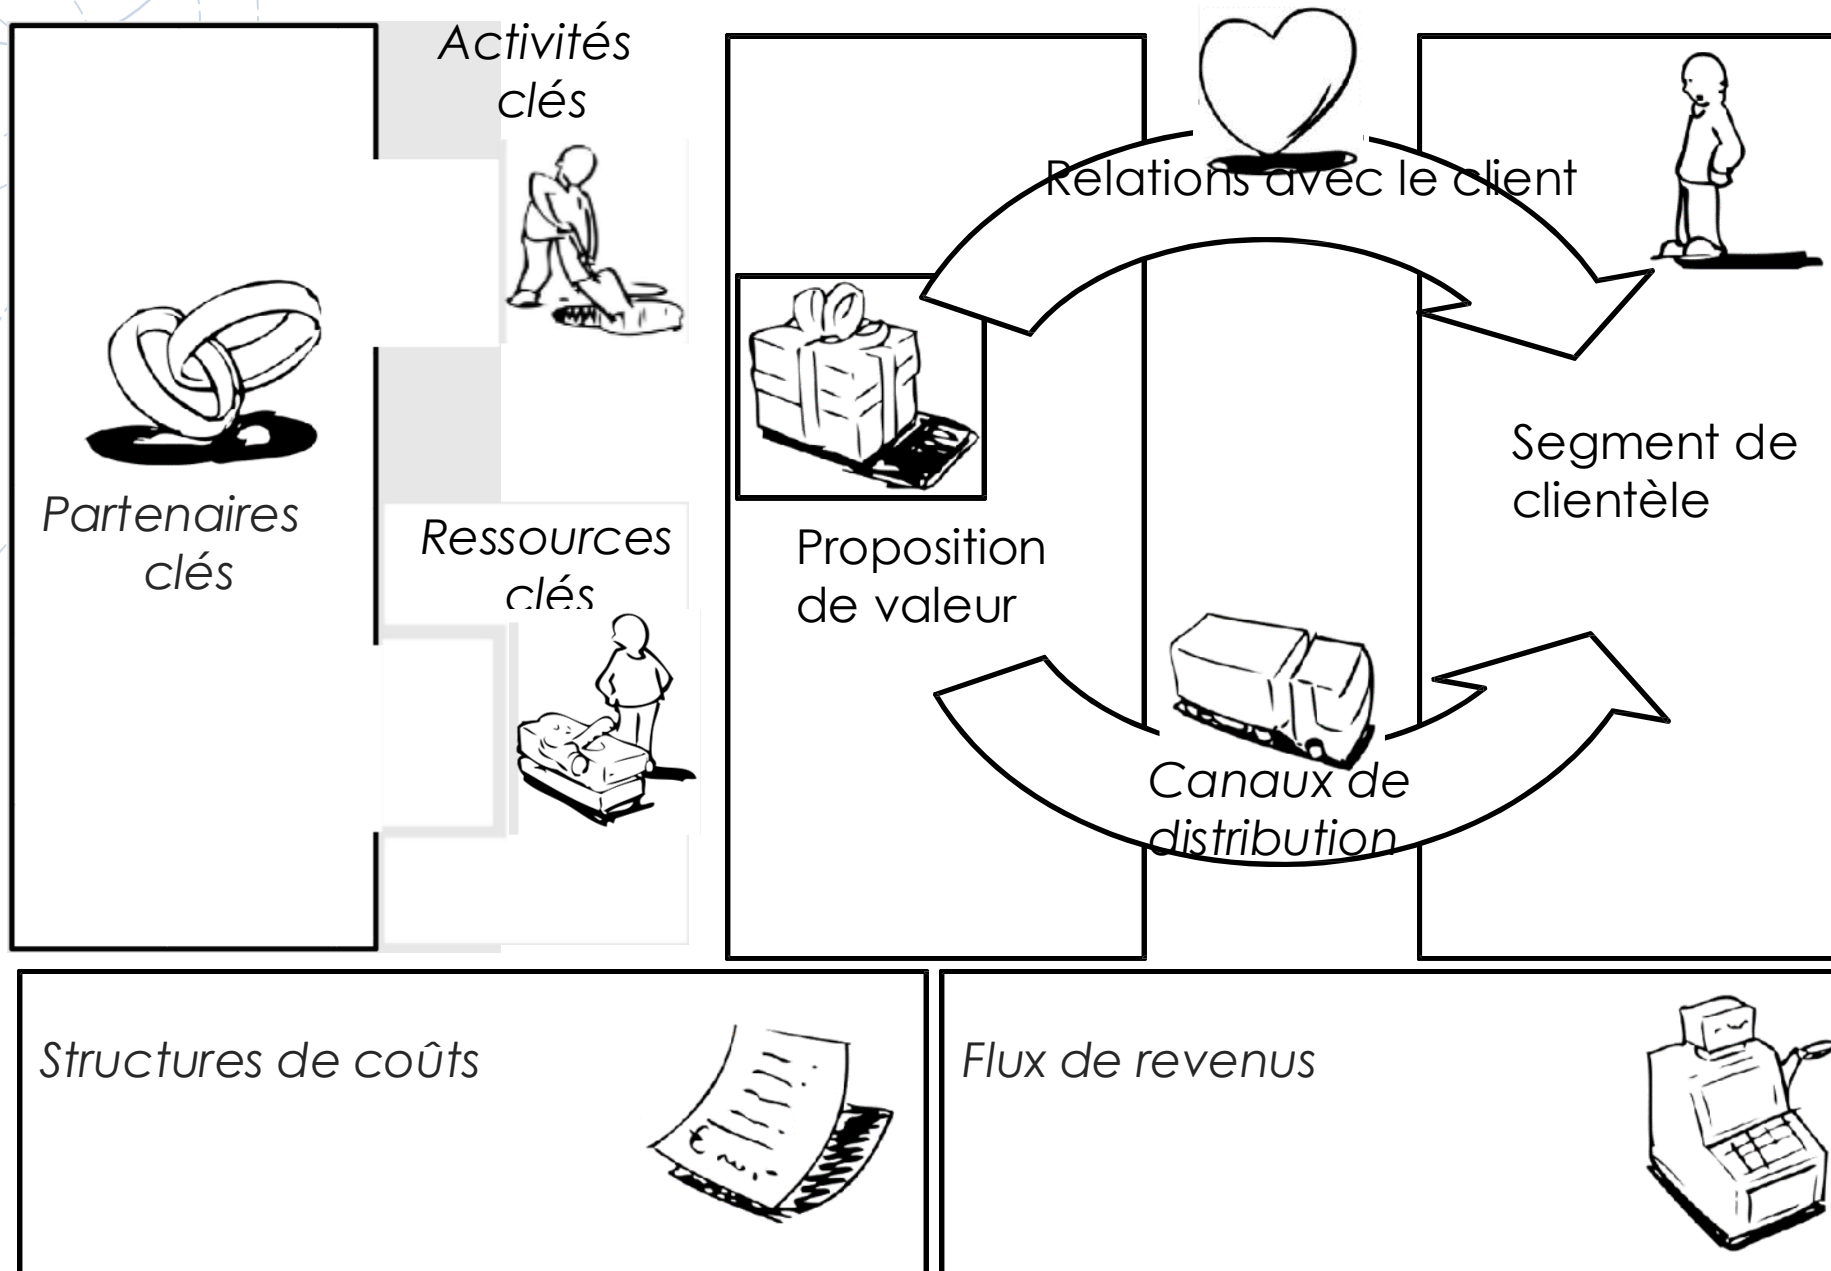 Activités
clés
Relations avec le client
Partenaires
clés
Ressources
clés
Proposition
de valeur
Segment de
clientèle
Canaux de
distribution
Structures de coûts
Flux de revenus